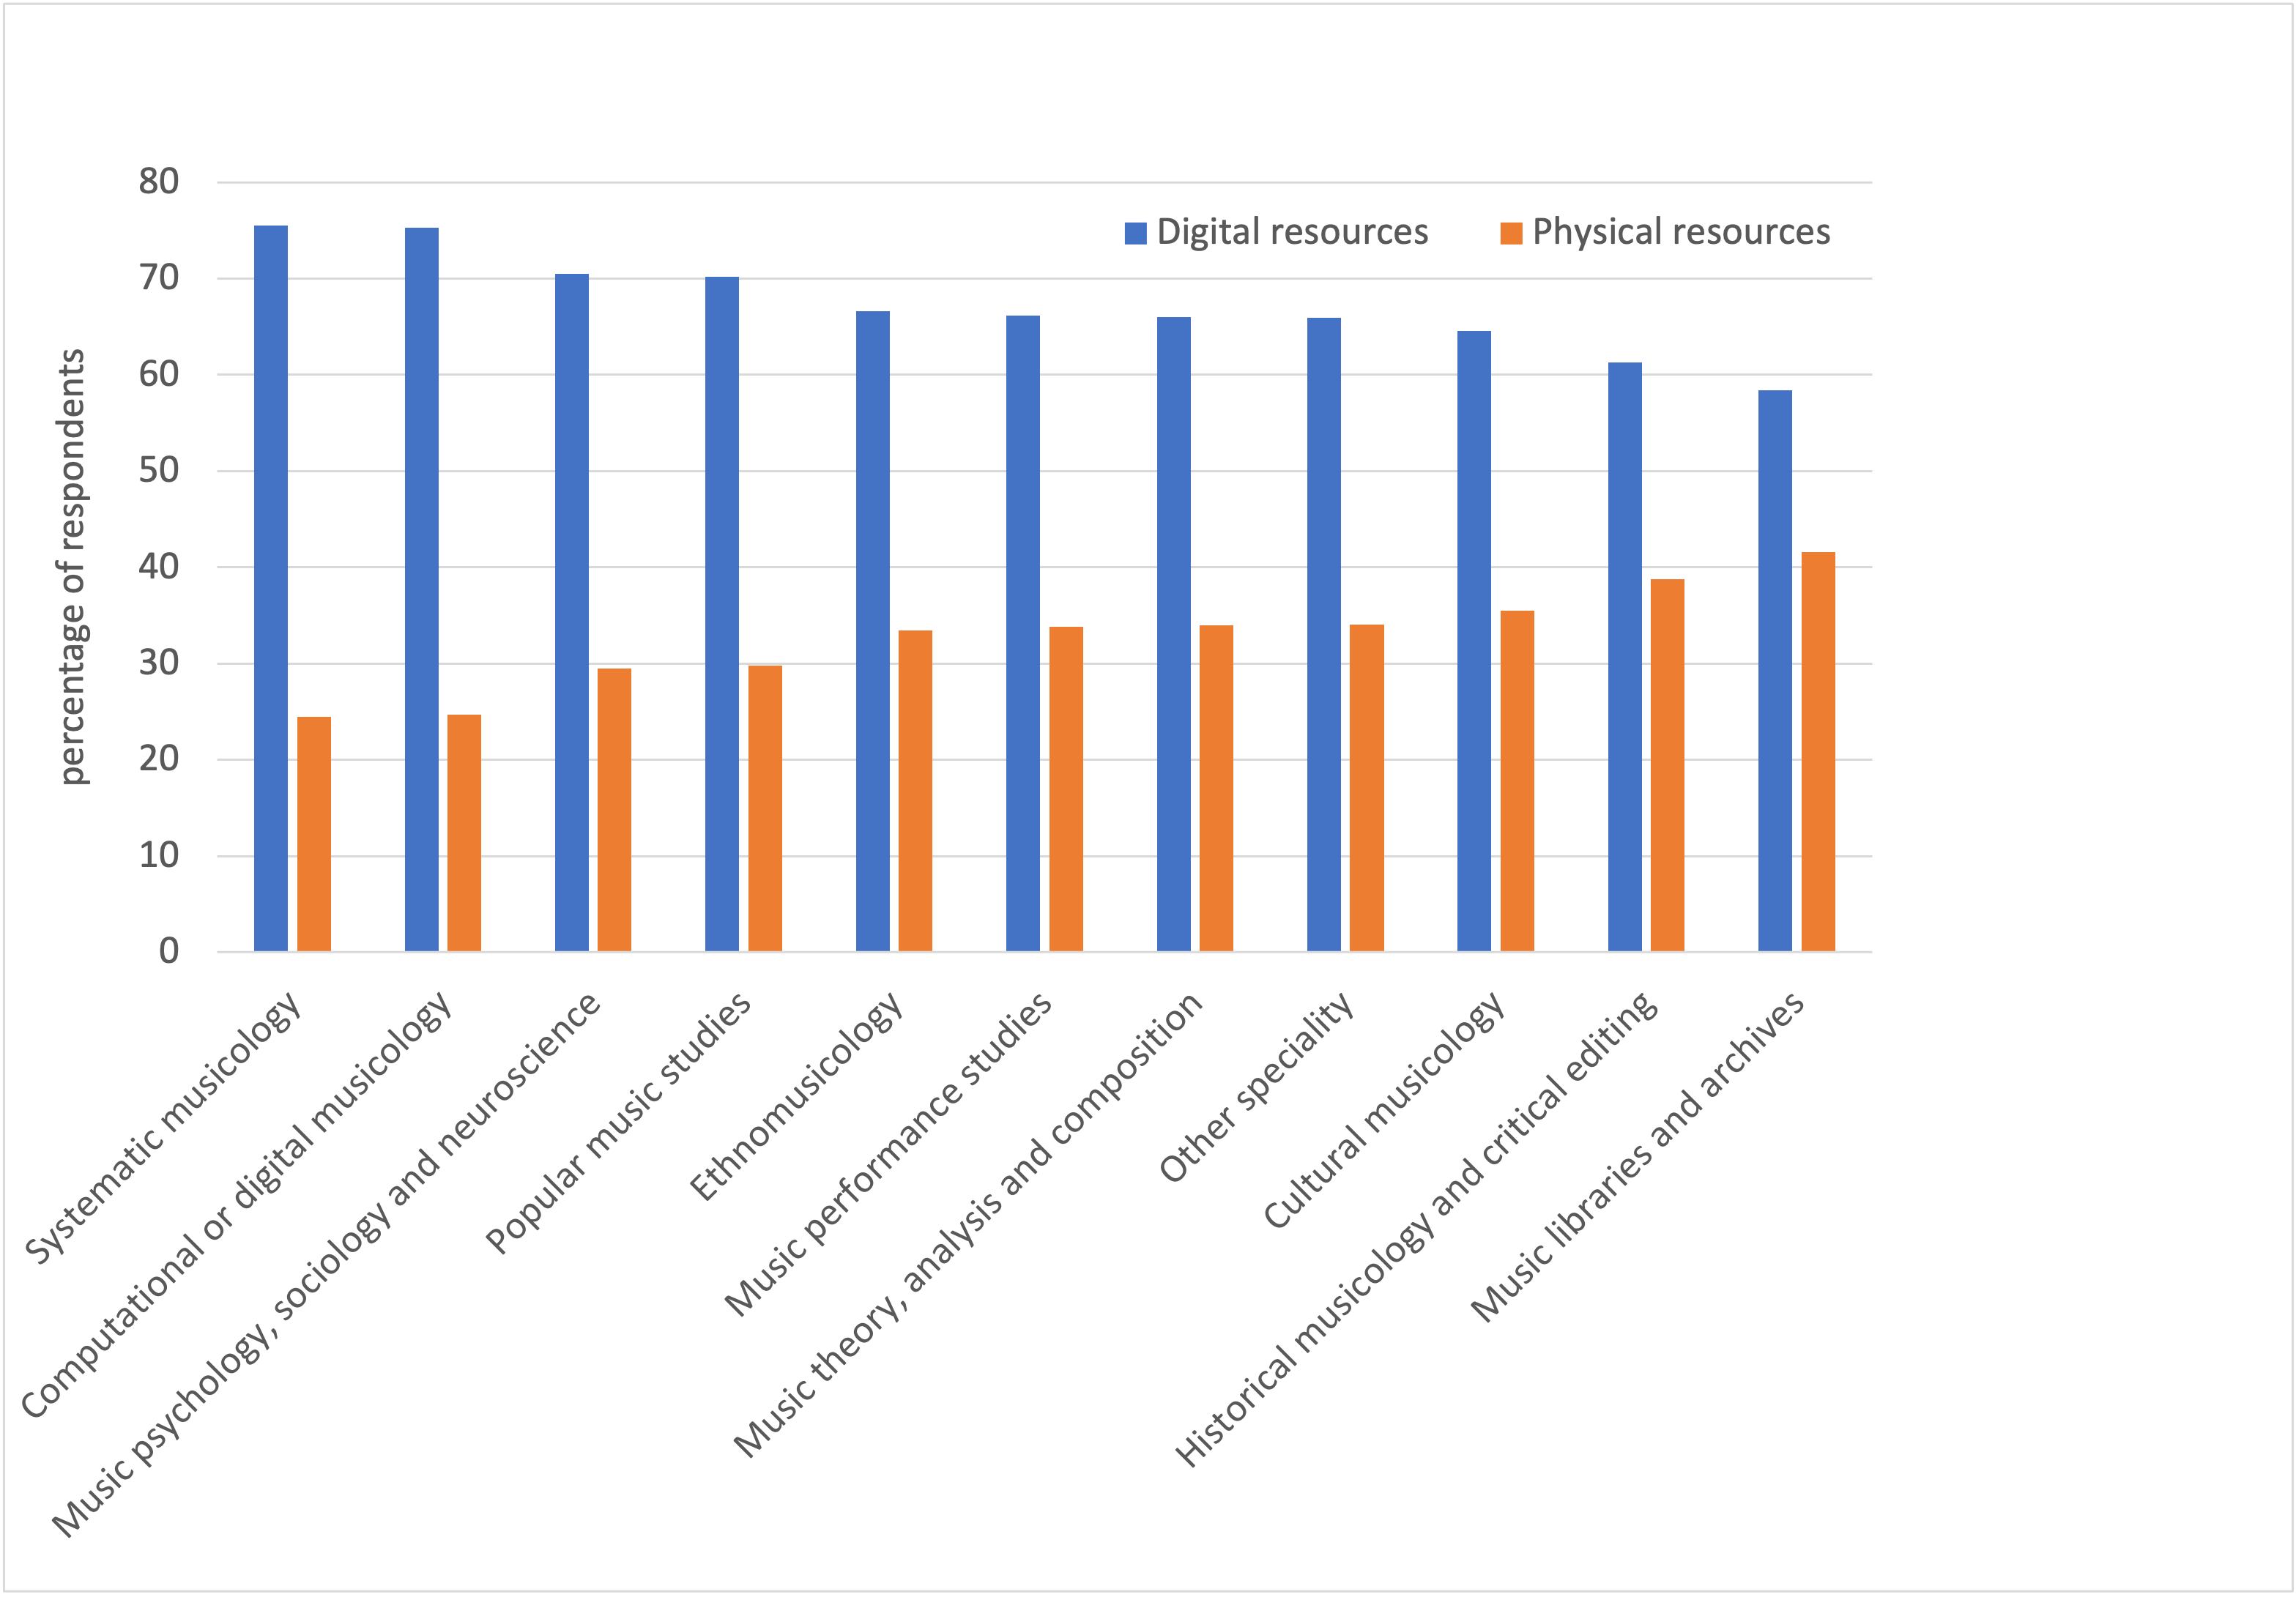 80
70
60
50
40
30
20
10
0
percentage of respondents
Digital resources
Physical resources
Systematic musicology
Computational or digital musicology
Music psychology, sociology and neuroscience
Popular music studies
Ethnomusicology
Music performance studies
Music theory, analysis and composition
Other speciality
Cultural musicology
Historical musicology and critical editing
Music libraries and archives